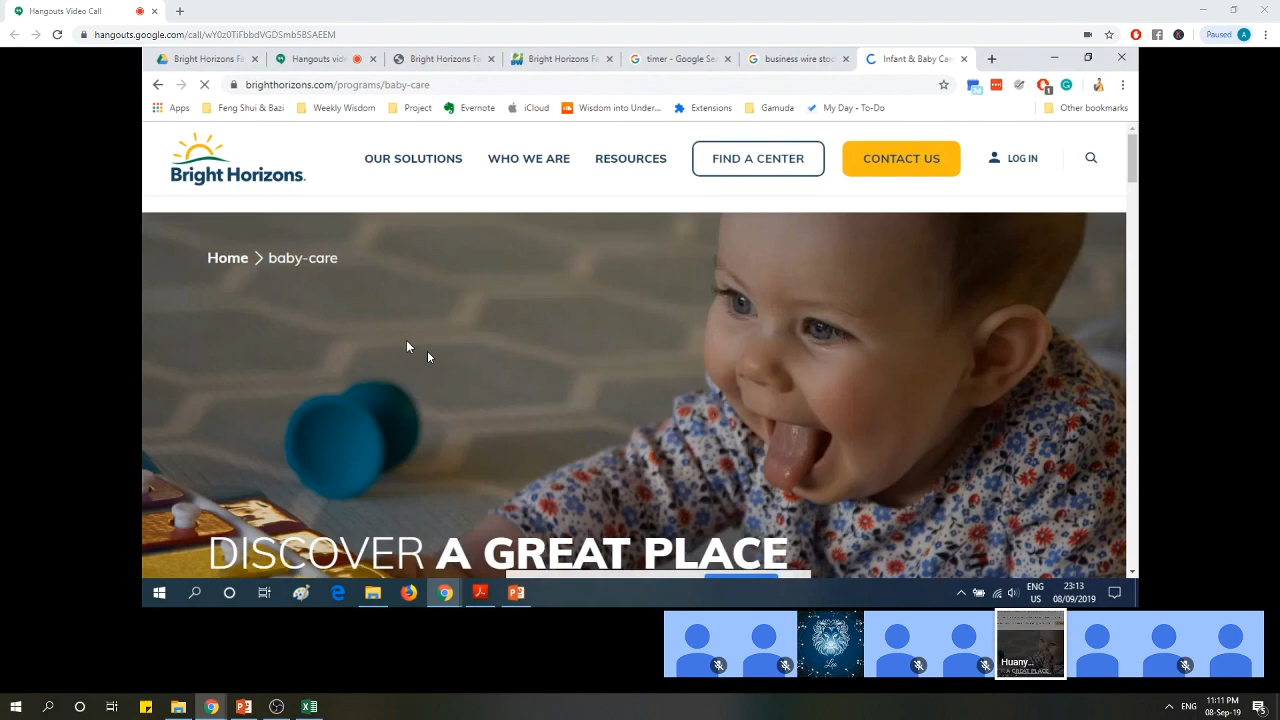 Hangouts Video Call
hangouts.google.com/call/wY0z0TiFbbdVGDSmb5BSAEEM
Paused A
Bright Horizons Fa
Hangouts vide
Bright Horizons Fa
Bright Horizons Fa
timer - Google Se
business wire stoc
Infant & Baby Car
brighthorizons.com/programs/baby-care
Apps
Feng Shui & Bazi
Weekly Wisdom
Project
Evernote
iCloud
Wisdom into Under...
Extensions
Gamuda
My Day - To-Do
Other bookmarks
Bright Horizons.
OUR SOLUTIONS
WHO WE ARE
RESOURCES
FIND A CENTER
CONTACT US
LOG IN
Home > baby-care
DISCOVER A GREAT PLACE
ENG
US
23:13
08/09/2019
Huany...
A GREAT PLACE
ENG
11:11 PM
08-Sep-19